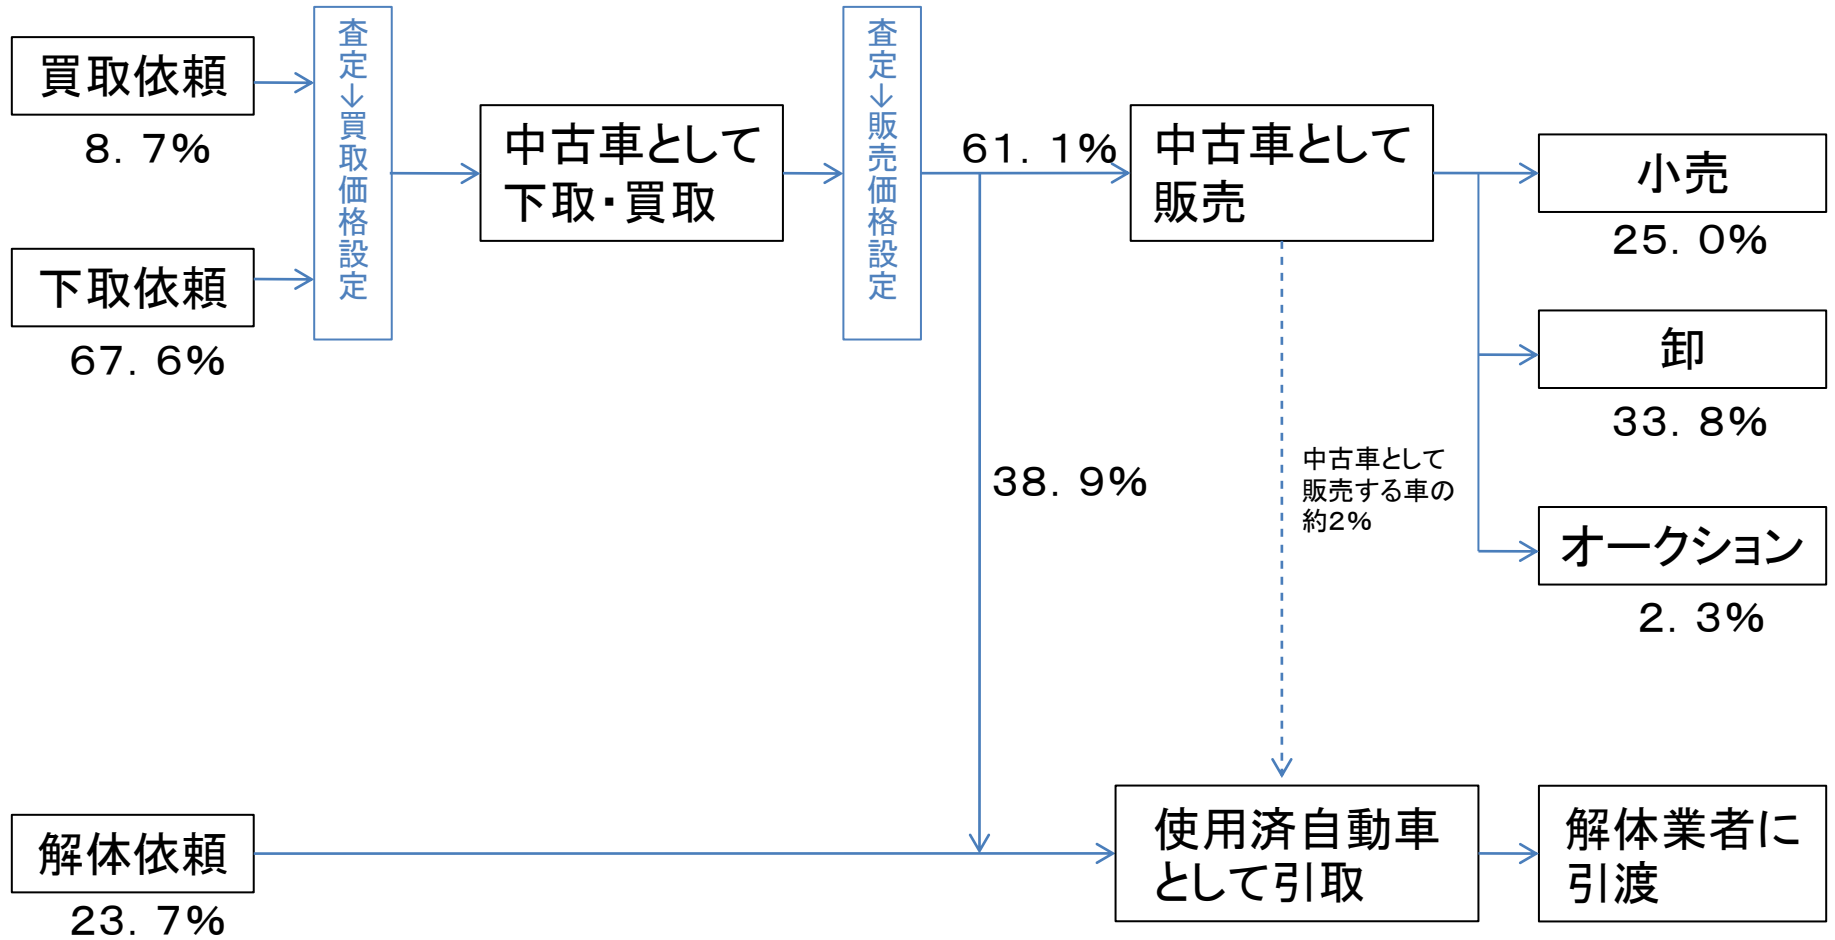 買取依頼
8．7%
下取依頼
67．6%
査定→買取価格設定
中古車として
下取・買取
査定→販売価格設定
61．1%
38．9%
中古車として
販売
中古車として
販売する車の
約2%
小売
25．0%
卸
33．8%
オークション
2．3%
解体依頼
23．7%
使用済自動車
として引取
解体業者に
引渡